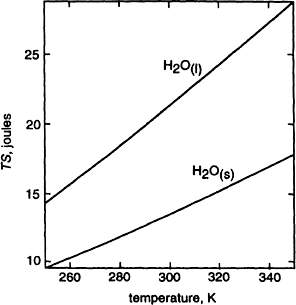 TS, joules
25
20
15
10
H2O(l)
H2O(s)
260 280 300 320 340
temperature, K